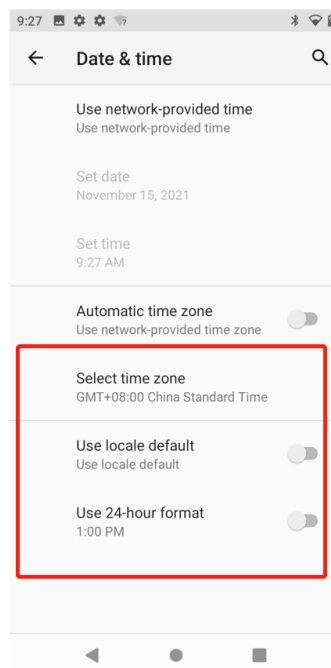 9:27
Date & time
Use network-provided time
Use network-provided time
Set date
November 15, 2021
Set time
9:27 AM
Automatic time zone
Use network-provided time zone
Select time zone
GMT+08:00 China Standard Time
Use locale default
Use locale default
Use 24-hour format
1:00 PM